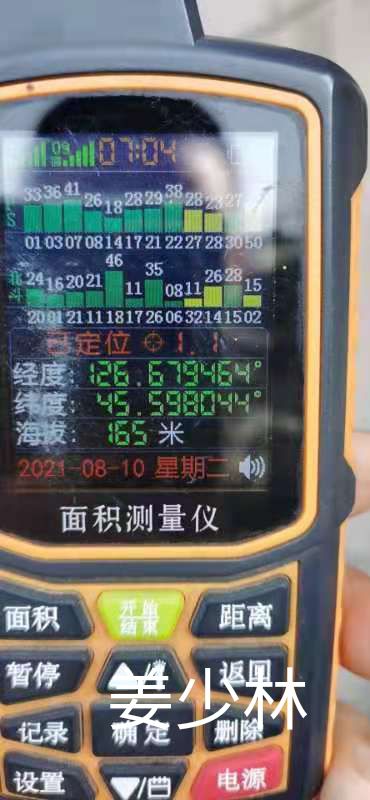 09 07:04
33 36 41 26 18 28 29 38 28 23 27
01 03 07 08 14 17 21 22 27 28 30 50
46
24 16 20 21 11 35 08 11 26 28 15
20 01 21 11 18 17 26 06 32 14 15 02
已定位 1.1
经度: 126.679464°
纬度: 45.598044°
海拔: 165 米
2021-08-10 星期二
面积测量仪
面积 开始 距离
结束
暂停 返回
姜少林
记录 确定 删除
设置 电源